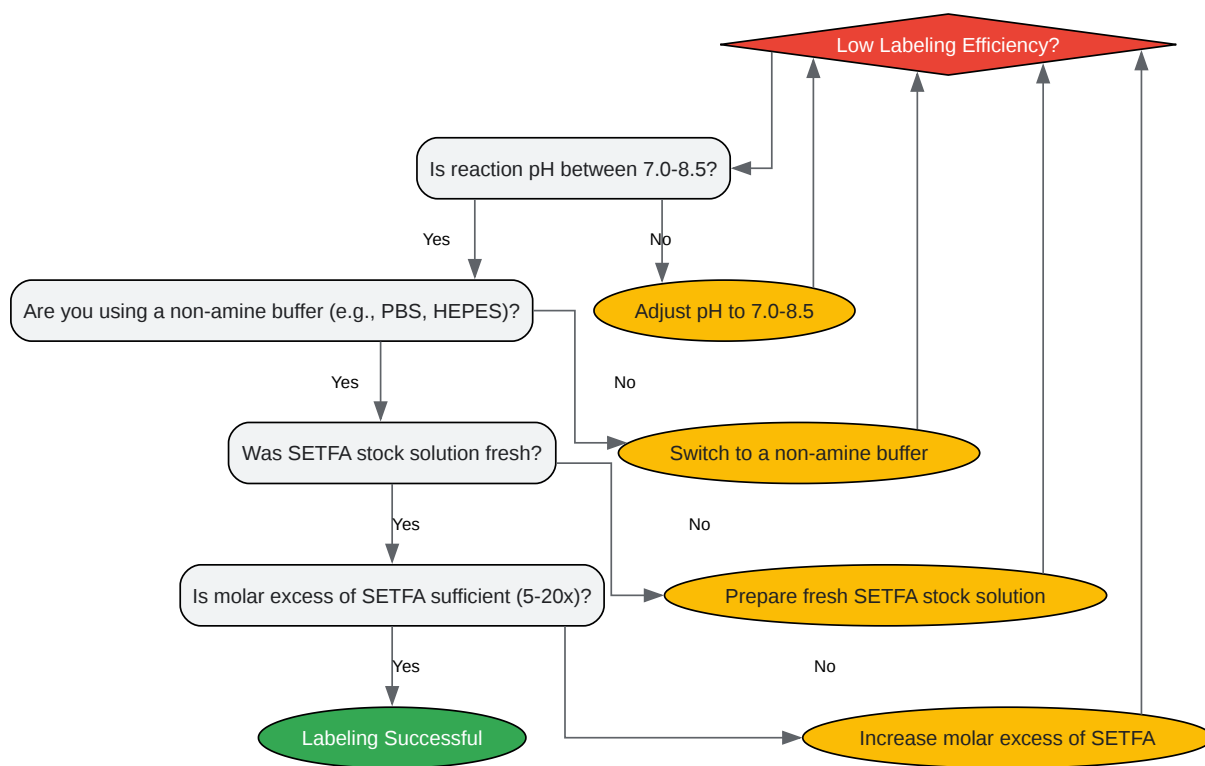 Low Labeling Efficiency?
Is reaction pH between 7.0-8.5?
Yes
No
Are you using a non-amine buffer (e.g., PBS, HEPES)?
Adjust pH to 7.0-8.5
Yes
No
Was SETFA stock solution fresh?
Switch to a non-amine buffer
Yes
No
Is molar excess of SETFA sufficient (5-20x)?
Prepare fresh SETFA stock solution
Yes
No
Labeling Successful
Increase molar excess of SETFA